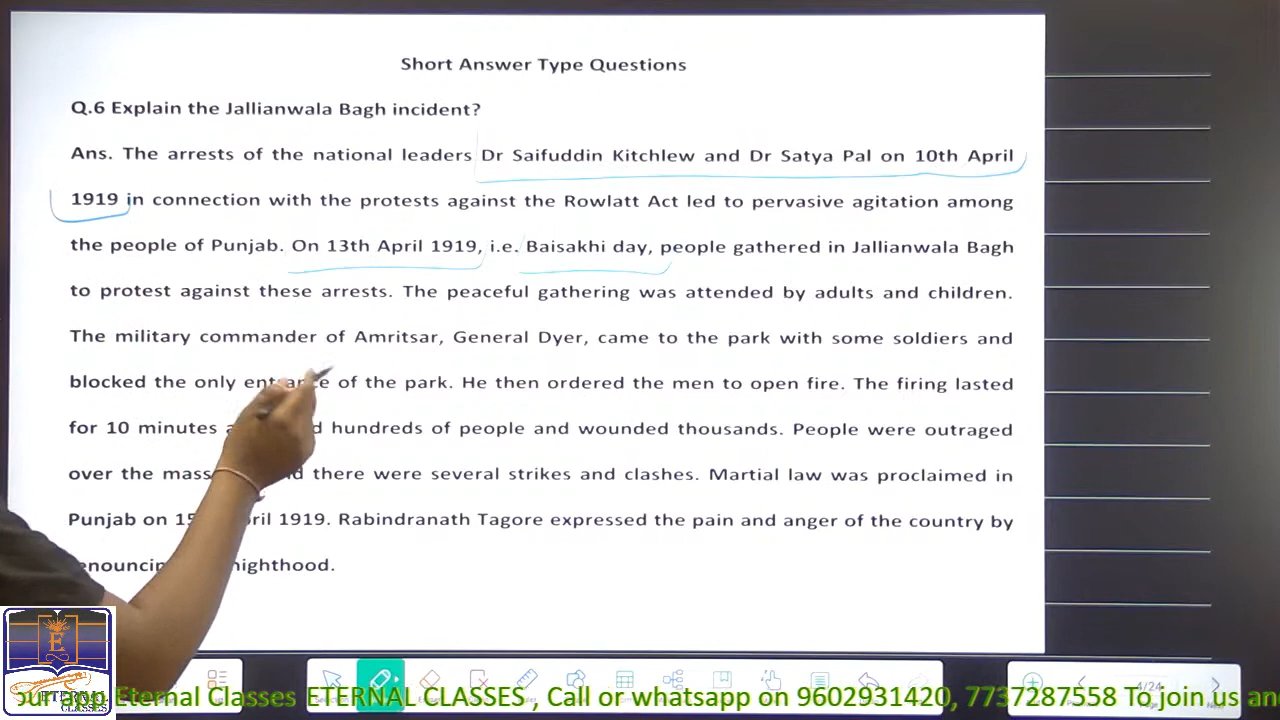 Short Answer Type Questions
Q.6 Explain the Jallianwala Bagh incident?
Ans. The arrests of the national leaders Dr Saifuddin Kitchlew and Dr Satya Pal on 10th April
1919 in connection with the protests against the Rowlatt Act led to pervasive agitation among
the people of Punjab. On 13th April 1919, i.e. Baisakhi day, people gathered in Jallianwala Bagh
to protest against these arrests. The peaceful gathering was attended by adults and children.
The military commander of Amritsar, General Dyer, came to the park with some soldiers and
blocked the only entrance of the park. He then ordered the men to open fire. The firing lasted
for 10 minutes hundreds of people and wounded thousands. People were outraged
over the there were several strikes and clashes. Martial law was proclaimed in
Punjab on 1919. Rabindranath Tagore expressed the pain and anger of the country by
E
ETERNAL
CLASSES
4/24
Eternal Classes ETERNAL CLASSES , Call or whatsapp on 9602931420, 7737287558 To join us an